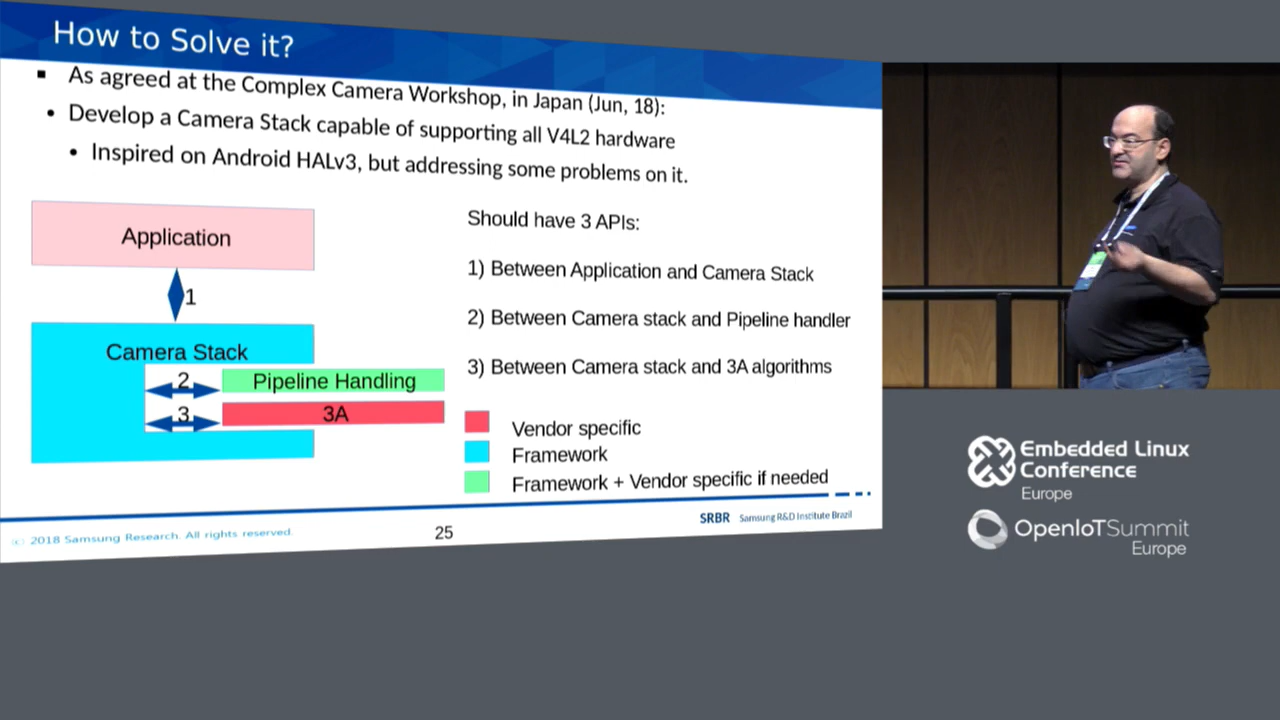 How to Solve it?
▪ As agreed at the Complex Camera Workshop, in Japan (Jun, 18):
• Develop a Camera Stack capable of supporting all V4L2 hardware
• Inspired on Android HALv3, but addressing some problems on it.
Application
1
Camera Stack
2
Pipeline Handling
3
3A
Should have 3 APIs:
1) Between Application and Camera Stack
2) Between Camera stack and Pipeline handler
3) Between Camera stack and 3A algorithms
Vendor specific
Framework
Framework + Vendor specific if needed
© 2018 Samsung Research. All rights reserved.
25
SRBR Samsung R&D Institute Brazil
Embedded Linux
Conference
Europe
OpenIoTSummit
Europe